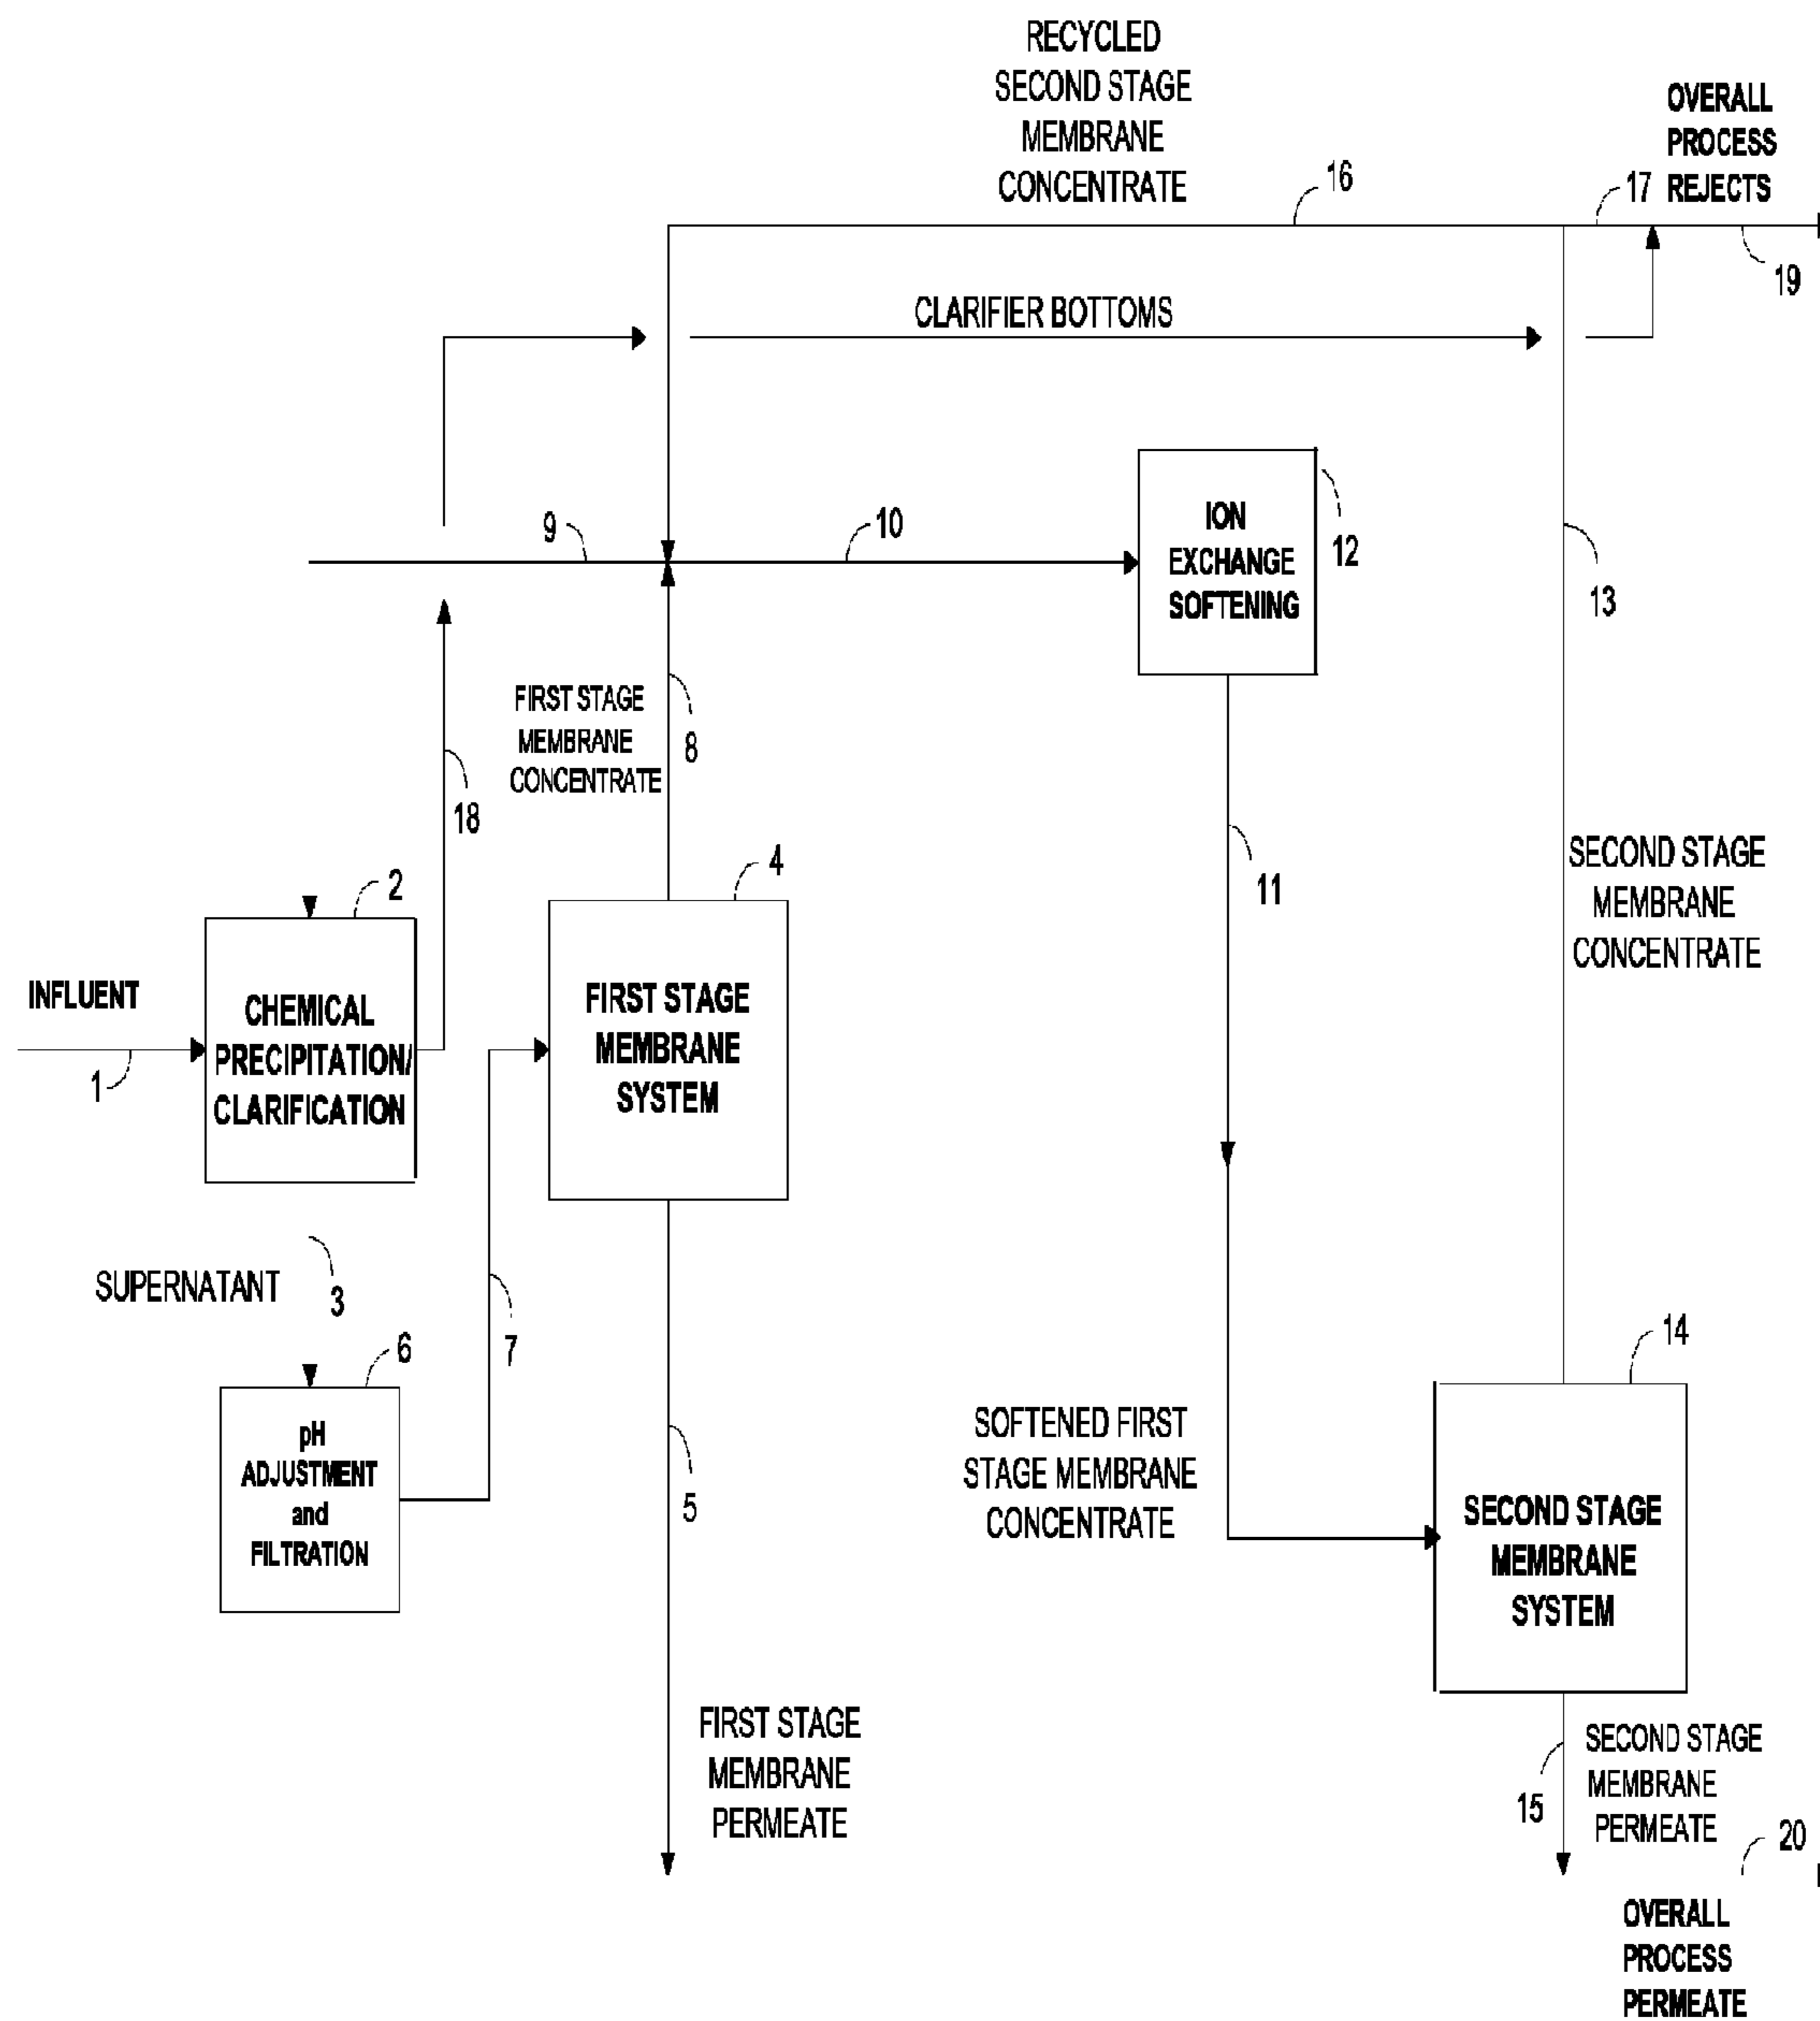 RECYCLED
SECOND STAGE
MEMBRANE
CONCENTRATE
16
17
OVERALL
PROCESS
REJECTS
19
CLARIFIER BOTTOMS
9
10
ION
EXCHANGE
SOFTENING
12
13
FIRST STAGE
MEMBRANE
CONCENTRATE
8
18
11
SECOND STAGE
MEMBRANE
CONCENTRATE
2
4
INFLUENT
1
CHEMICAL
PRECIPITATION/
CLARIFICATION
FIRST STAGE
MEMBRANE
SYSTEM
SUPERNATANT
3
6
7
pH
ADJUSTMENT
and
FILTRATION
5
SOFTENED FIRST
STAGE MEMBRANE
CONCENTRATE
14
SECOND STAGE
MEMBRANE
SYSTEM
FIRST STAGE
MEMBRANE
PERMEATE
15
SECOND STAGE
MEMBRANE
PERMEATE
20
OVERALL
PROCESS
PERMEATE